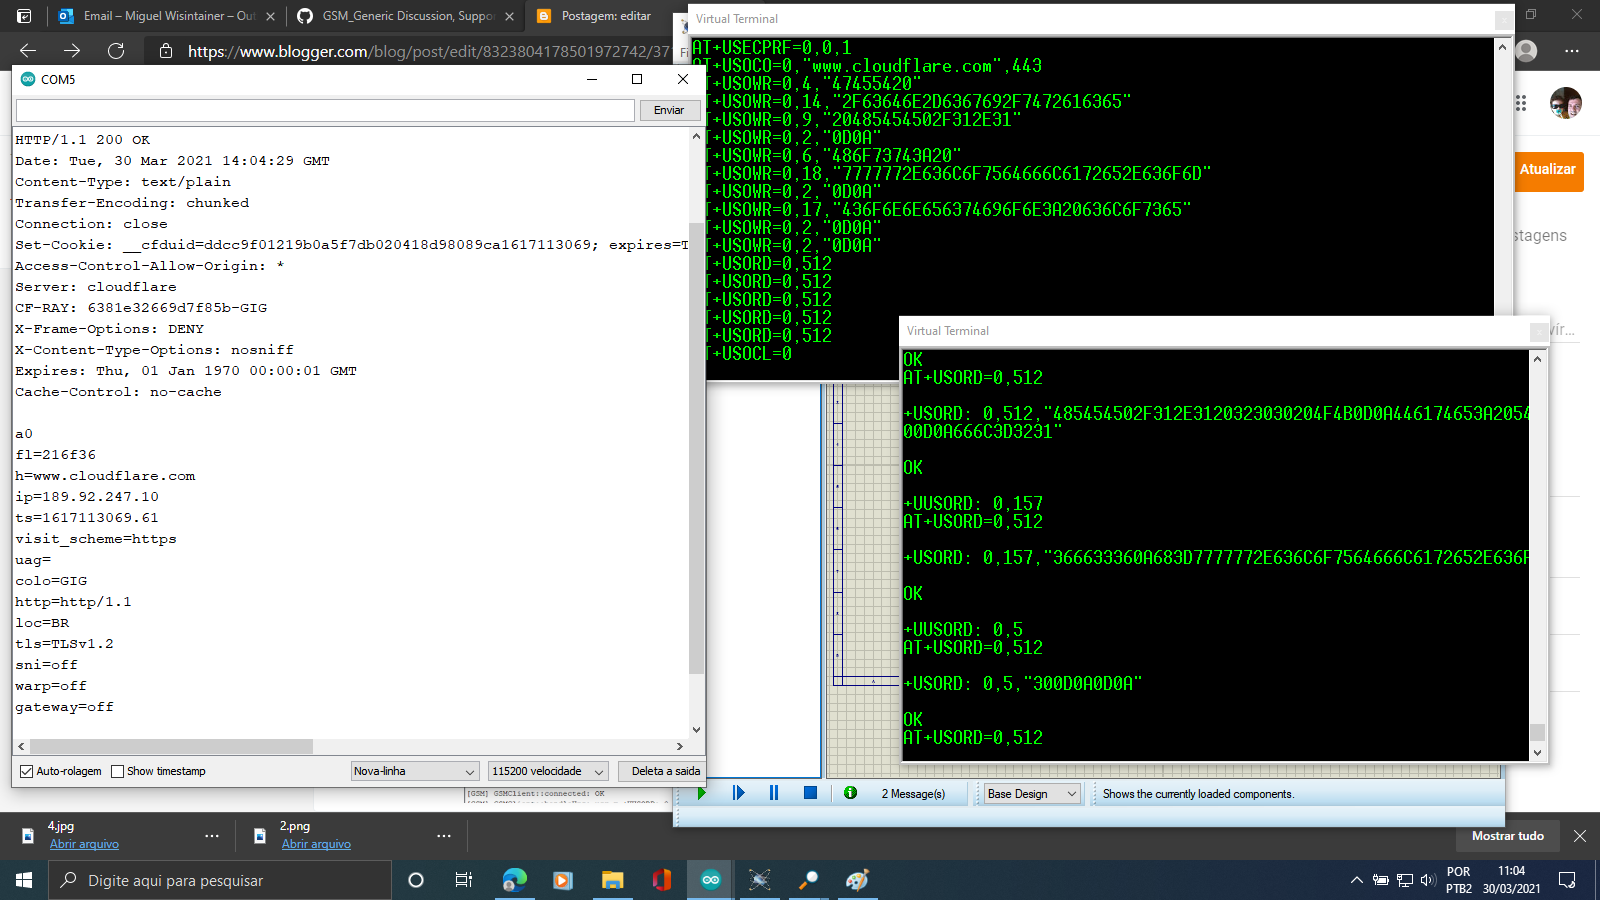 Email – Miguel Wisintainer – Out
GSM_Generic Discussion, Suppo
Postagem: editar
https://www.blogger.com/blog/post/edit/8323804178501972742/37
Virtual Terminal
AT+USECPRF=0,0,1
T+USOCO=0,"www.cloudflare.com",443
T+USOWR=0,4,"47455420"
T+USOWR=0,14,"2F63646E2D6367692F7472616365"
T+USOWR=0,9,"20485454502F312E31"
T+USOWR=0,2,"0D0A"
T+USOWR=0,6,"486F73743A20"
T+USOWR=0,18,"7777772E636C6F7564666C6172652E636F6D"
T+USOWR=0,2,"0D0A"
T+USOWR=0,17,"436F6E6E656374696F6E3A20636C6F7365"
T+USOWR=0,2,"0D0A"
T+USOWR=0,2,"0D0A"
T+USORD=0,512
T+USORD=0,512
T+USORD=0,512
T+USORD=0,512
T+USORD=0,512
T+USOCL=0
Atualizar
stagens
COM5
Enviar
HTTP/1.1 200 OK
Date: Tue, 30 Mar 2021 14:04:29 GMT
Content-Type: text/plain
Transfer-Encoding: chunked
Connection: close
Set-Cookie: __cfduid=ddcc9f01219b0a5f7db020418d98089ca1617113069; expires=T
Access-Control-Allow-Origin: *
Server: cloudflare
CF-RAY: 6381e32669d7f85b-GIG
X-Frame-Options: DENY
X-Content-Type-Options: nosniff
Expires: Thu, 01 Jan 1970 00:00:01 GMT
Cache-Control: no-cache
a0
fl=216f36
h=www.cloudflare.com
ip=189.92.247.10
ts=1617113069.61
visit_scheme=https
uag=
colo=GIG
http=http/1.1
loc=BR
tls=TLSv1.2
sni=off
warp=off
gateway=off
Auto-rolagem
Show timestamp
Nova-linha
115200 velocidade
Deleta a saida
Virtual Terminal
OK
AT+USORD=0,512
+USORD: 0,512,"485454502F312E3120323030204F4B0D0A446174653A2054
00D0A666C3D3231"
OK
+UUSORD: 0,157
AT+USORD=0,512
+USORD: 0,157,"366633360A683D7777772E636C6F7564666C6172652E636F
OK
+UUSORD: 0,5
AT+USORD=0,512
+USORD: 0,5,"300D0A0D0A"
OK
AT+USORD=0,512
[GSM] GSMClient::connected: OK
2 Message(s)
Base Design
Shows the currently loaded components.
4.jpg
Abrir arquivo
2.png
Abrir arquivo
Mostrar tudo
Digite aqui para pesquisar
POR
PTB2
11:04
30/03/2021